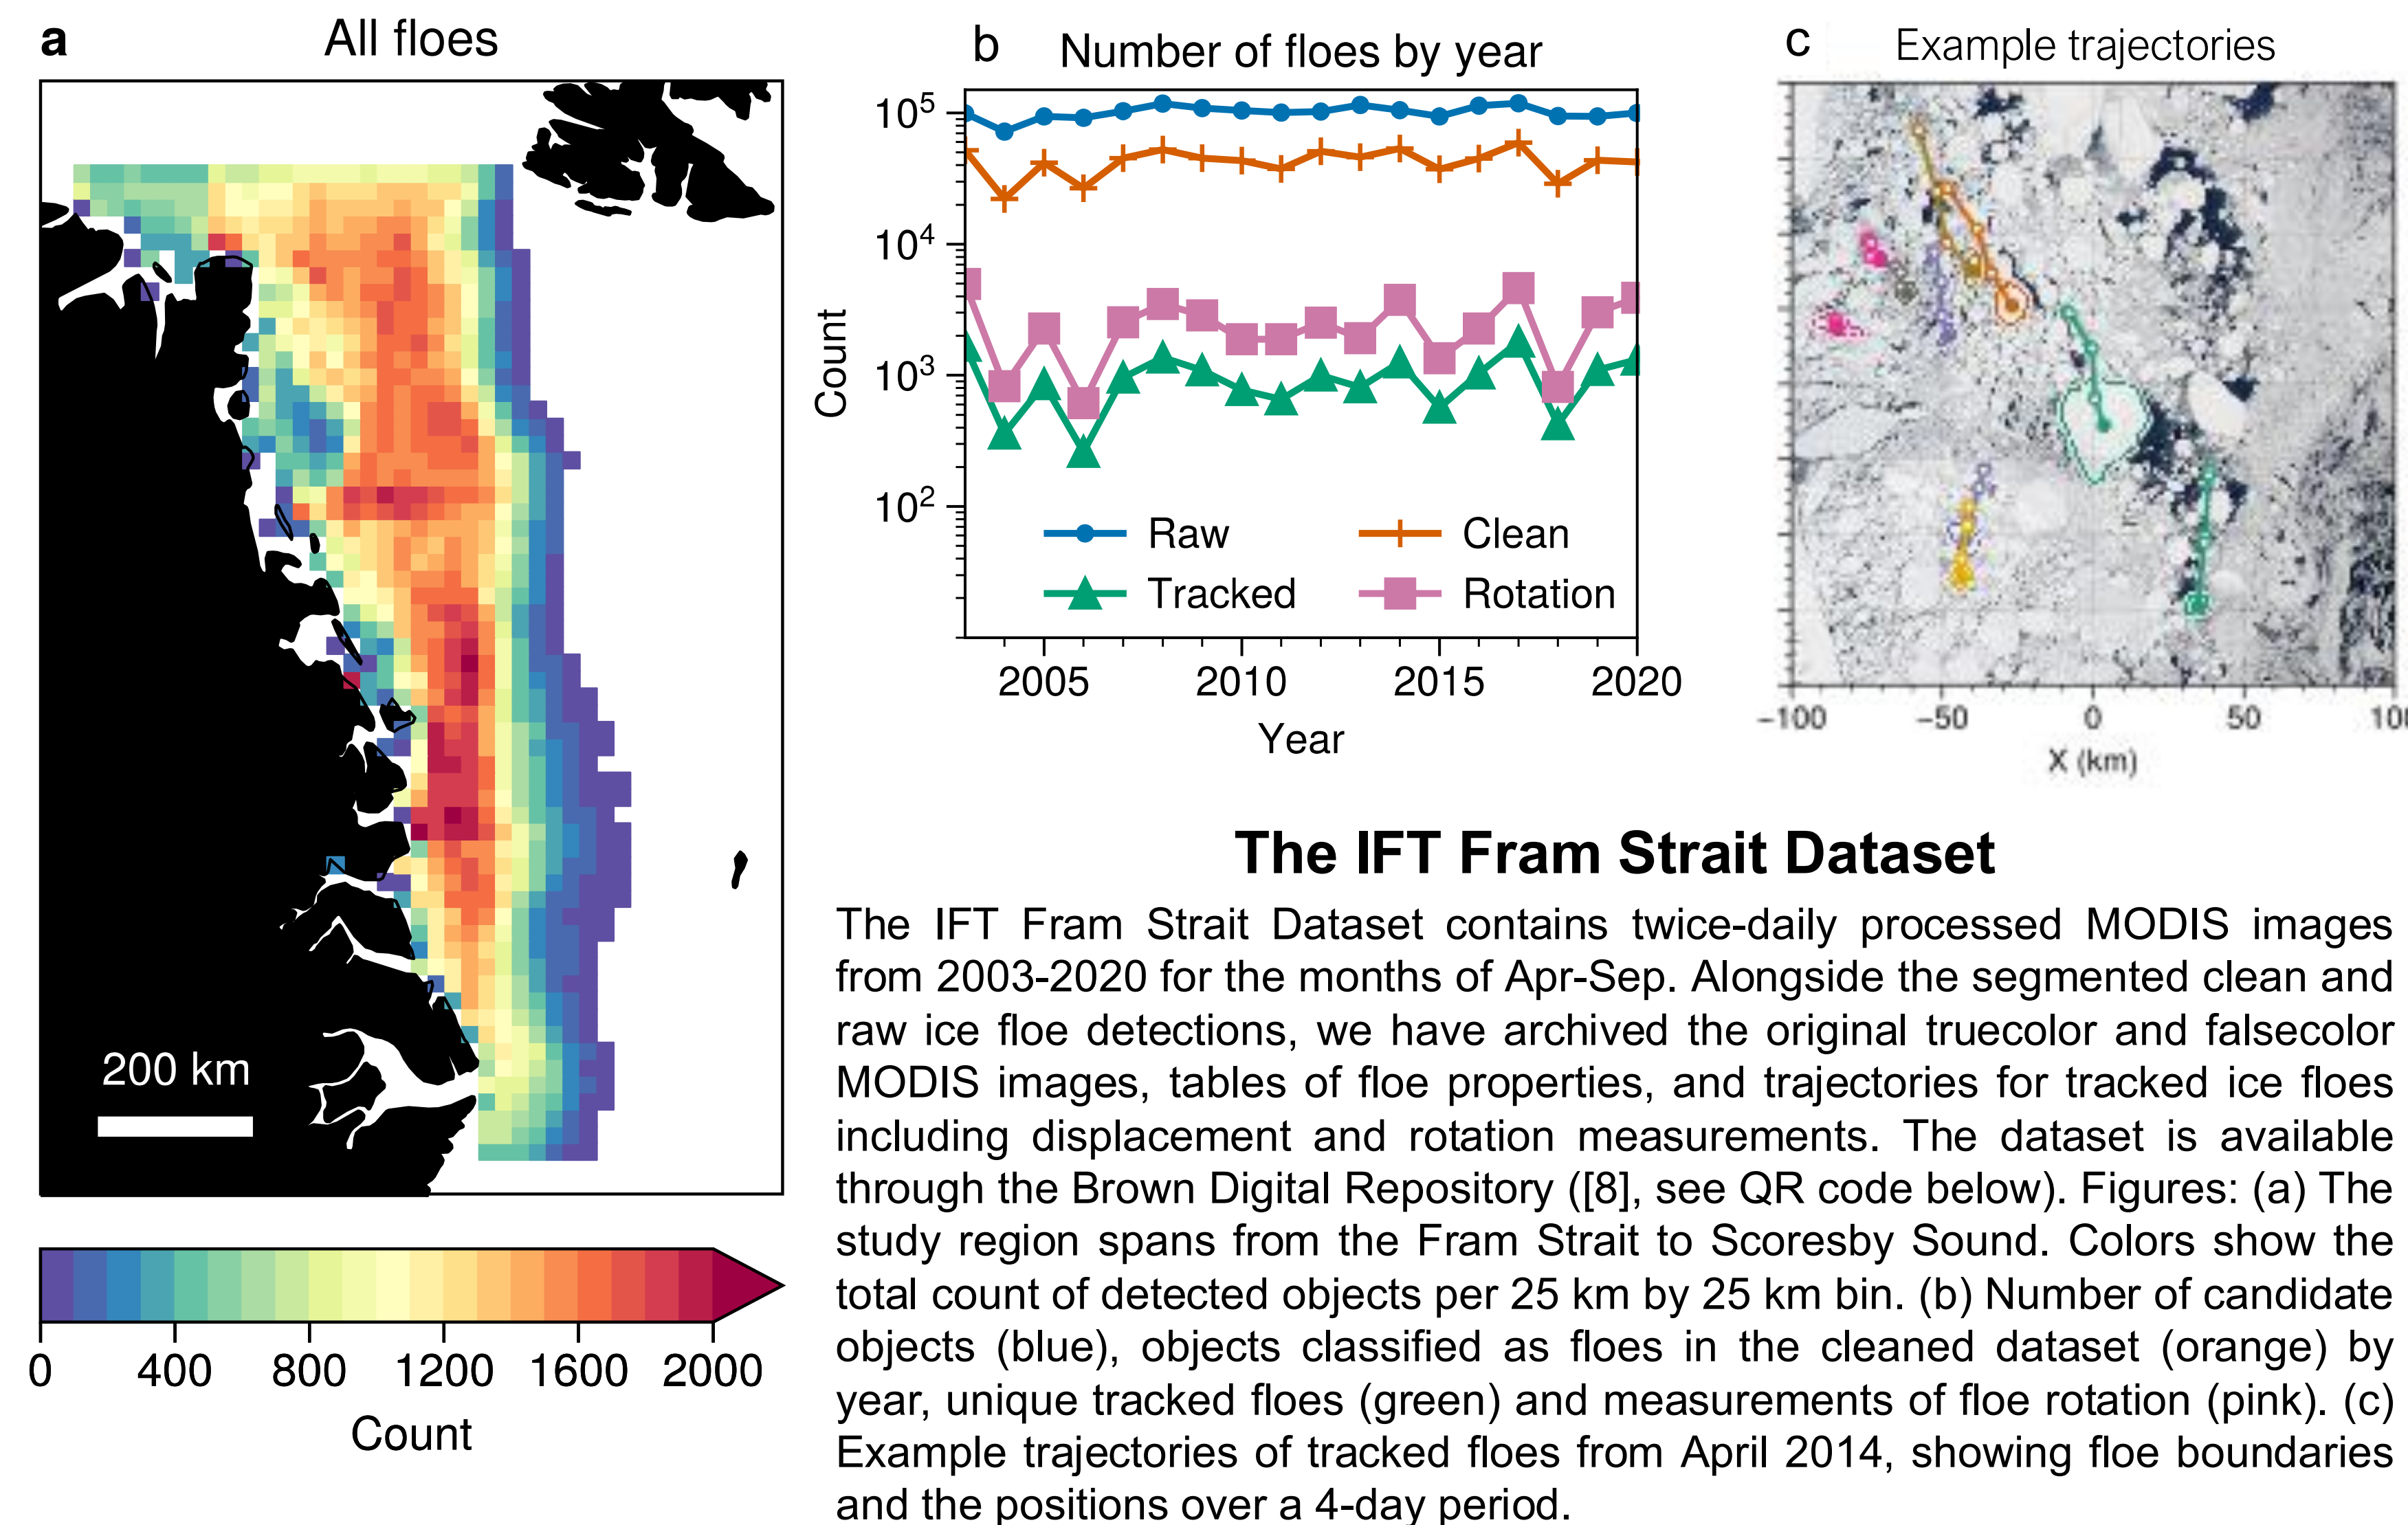 a
All floes
200 km
0 400 800 1200 1600 2000
Count
b
Number of floes by year
10^5
10^4
10^3
10^2
Count
Raw
Clean
Tracked
Rotation
2005 2010 2015 2020
Year
c
Example trajectories
−100 −50 0 50
X (km)
The IFT Fram Strait Dataset
The IFT Fram Strait Dataset contains twice-daily processed MODIS images
from 2003-2020 for the months of Apr-Sep. Alongside the segmented clean and
raw ice floe detections, we have archived the original truecolor and falsecolor
MODIS images, tables of floe properties, and trajectories for tracked ice floes
including displacement and rotation measurements. The dataset is available
through the Brown Digital Repository ([8], see QR code below). Figures: (a) The
study region spans from the Fram Strait to Scoresby Sound. Colors show the
total count of detected objects per 25 km by 25 km bin. (b) Number of candidate
objects (blue), objects classified as floes in the cleaned dataset (orange) by
year, unique tracked floes (green) and measurements of floe rotation (pink). (c)
Example trajectories of tracked floes from April 2014, showing floe boundaries
and the positions over a 4-day period.